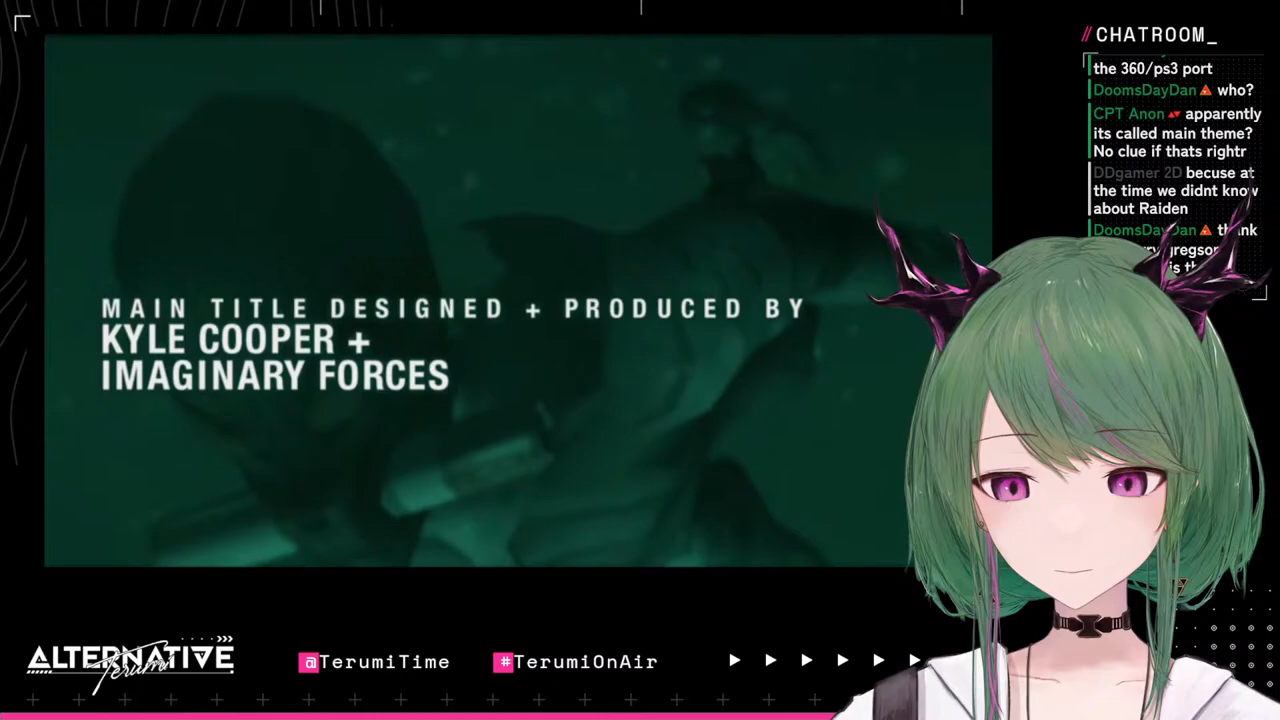 // CHATROOM_
the 360/ps3 port
DoomsDayDan who?
CPT Anon apparently
its called main theme?
No clue if thats rightr
DDgamer 2D becuse at
the time we didnt know
about Raiden
DoomsDayDan
MAIN TITLE DESIGNED + PRODUCED BY
KYLE COOPER +
IMAGINARY FORCES
ALTERNATIVE
Terumi
@TerumiTime
#TerumiOnAir